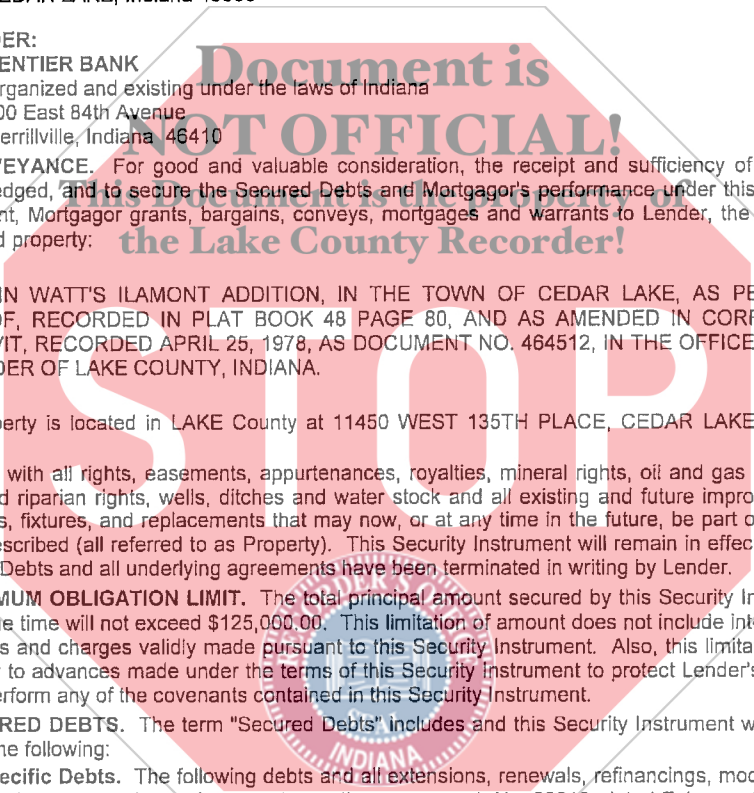 CEDAR LAKE, Indiana
DER:
ENTIER BANK
rganized and existing under the laws of Indiana
00 East 84th Avenue
errillville, Indiana 46410
Document is
NOT OFFICIAL!
This Document is the property of
the Lake County Recorder!
VEYANCE. For good and valuable consideration, the receipt and sufficiency of
edged, and to secure the Secured Debts and Mortgagor's performance under this
nt, Mortgagor grants, bargains, conveys, mortgages and warrants to Lender, the
d property:
IN WATT'S ILAMONT ADDITION, IN THE TOWN OF CEDAR LAKE, AS PE
OF, RECORDED IN PLAT BOOK 48 PAGE 80, AND AS AMENDED IN CORR
VIT, RECORDED APRIL 25, 1978, AS DOCUMENT NO. 464512, IN THE OFFICE
DER OF LAKE COUNTY, INDIANA.
STOP
perty is located in LAKE County at 11450 WEST 135TH PLACE, CEDAR LAKE
with all rights, easements, appurtenances, royalties, mineral rights, oil and gas
d riparian rights, wells, ditches and water stock and all existing and future impro
s, fixtures, and replacements that may now, or at any time in the future, be part o
escribed (all referred to as Property). This Security Instrument will remain in effec
Debts and all underlying agreements have been terminated in writing by Lender.
MUM OBLIGATION LIMIT. The total principal amount secured by this Security In
e time will not exceed $125,000.00. This limitation of amount does not include int
s and charges validly made pursuant to this Security Instrument. Also, this limita
y to advances made under the terms of this Security Instrument to protect Lender's
erform any of the covenants contained in this Security Instrument.
RECORDER'S OFFICE
SEAL
INDIANA
RED DEBTS. The term "Secured Debts" includes and this Security Instrument w
he following:
ecific Debts. The following debts and all extensions, renewals, refinancings, mod